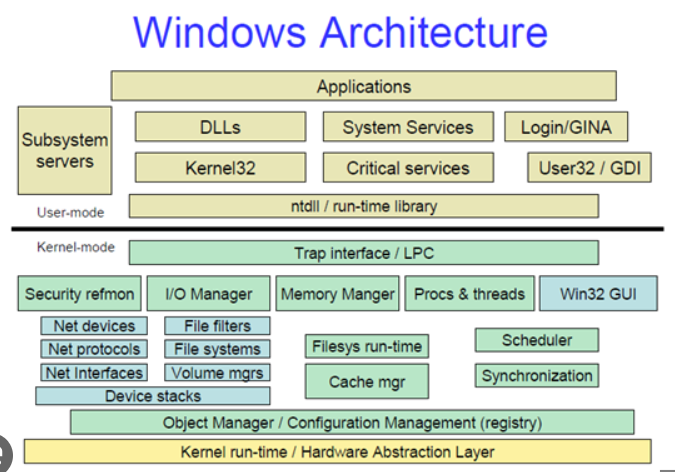 Windows Architecture
Applications
Subsystem
servers
DLLs
System Services
Login/GINA
Kernel32
Critical services
User32 / GDI
User-mode
ntdll / run-time library
Kernel-mode
Trap interface / LPC
Security refmon
I/O Manager
Memory Manger
Procs & threads
Win32 GUI
Net devices
File filters
Net protocols
File systems
Net Interfaces
Volume mgrs
Device stacks
Filesys run-time
Cache mgr
Scheduler
Synchronization
Object Manager / Configuration Management (registry)
Kernel run-time / Hardware Abstraction Layer